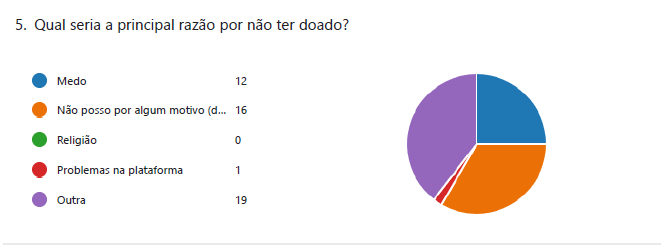 5. Qual seria a principal razão por não ter doado?
Medo 12
Não posso por algum motivo (d... 16
Religião 0
Problemas na plataforma 1
Outra 19